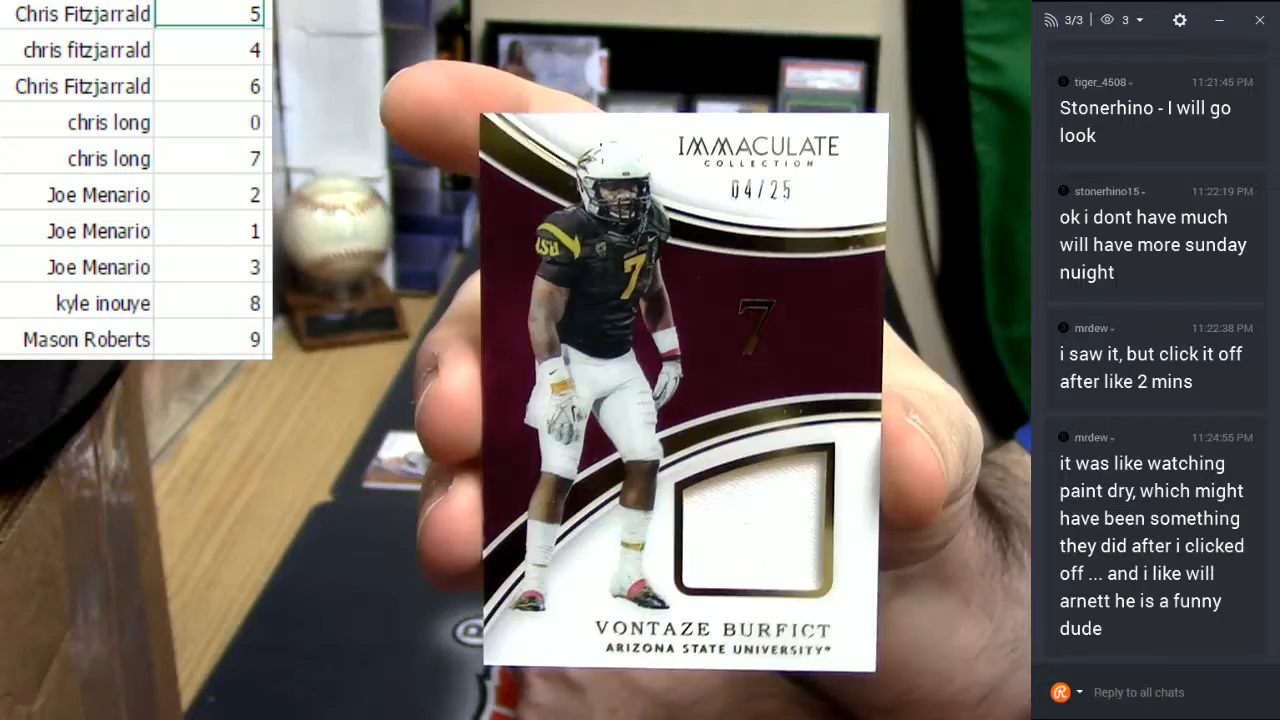 Chris Fitzjarrald 5
chris fitzjarrald 4
Chris Fitzjarrald 6
chris long 0
chris long 7
Joe Menario 2
Joe Menario 1
Joe Menario 3
kyle inouye 8
Mason Roberts 9
IMMACULATE
COLLECTION
04/25
ASU
7
7
VONTAZE BURFICT
ARIZONA STATE UNIVERSITY®
3/3 3
tiger_4508 11:21:45 PM
Stonerhino - I will go
look
stonerhino15 11:22:19 PM
ok i dont have much
will have more sunday
nuight
mrdew 11:22:38 PM
i saw it, but click it off
after like 2 mins
mrdew 11:24:55 PM
it was like watching
paint dry, which might
have been something
they did after i clicked
off ... and i like will
arnett he is a funny
dude
Reply to all chats